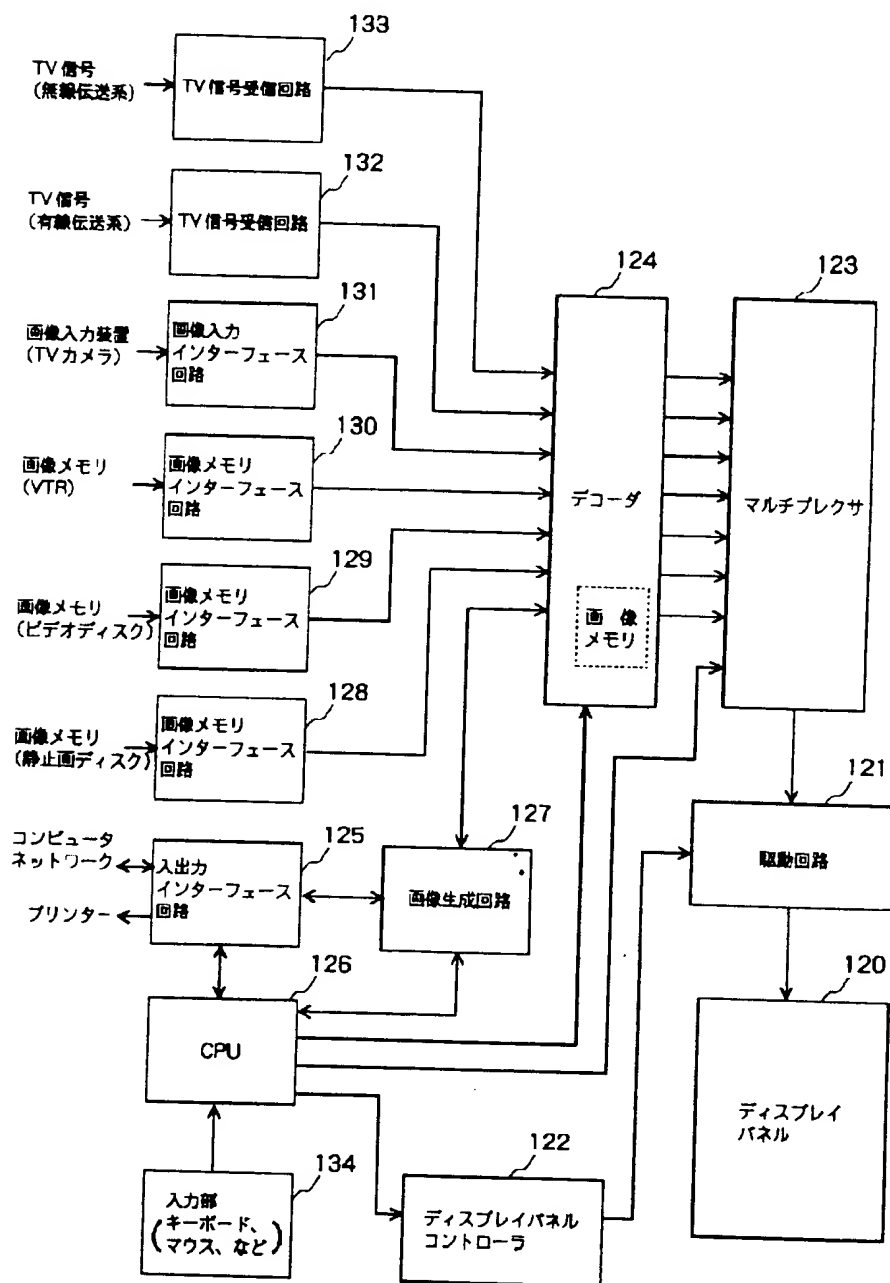 133
TV信号
(無線伝送系)
TV信号受信回路
132
TV信号
(有線伝送系)
TV信号受信回路
131
画像入力装置
(TVカメラ)
画像入力
インターフェース
回路
130
画像メモリ
(VTR)
画像メモリ
インターフェース
回路
129
画像メモリ
(ビデオディスク)
画像メモリ
インターフェース
回路
128
画像メモリ
(静止画ディスク)
画像メモリ
インターフェース
回路
124
デコーダ
画像
メモリ
123
マルチプレクサ
125
コンピュータ
ネットワーク
プリンター
入出力
インターフェース
回路
127
画像生成回路
121
駆動回路
126
CPU
120
ディスプレイ
パネル
134
入力部
(キーボード、
マウス、など)
122
ディスプレイパネル
コントローラ